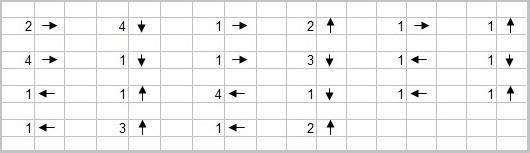 2 → 4 ↓ 1 → 2 ↑ 1 → 1 ↑
4 → 1 ↓ 1 → 3 ↓ 1 ← 1 ↓
1 ← 1 ↑ 4 ← 1 ↓ 1 ← 1 ↑
1 ← 3 ↑ 1 ← 2 ↑